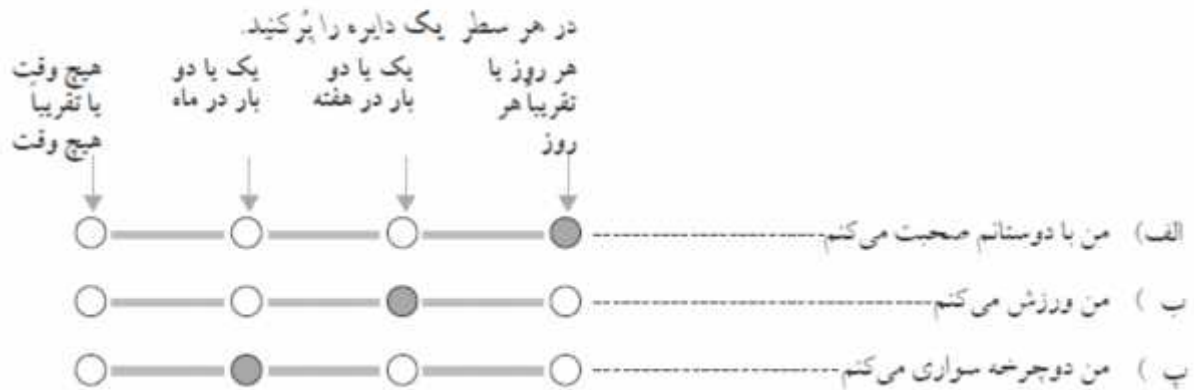 در هر سطر یک دایره را پُر کنید.
هر روز یا تقریباً هر روز
یک یا دو بار در هفته
یک یا دو بار در ماه
هیچ وقت یا تقریباً هیچ وقت
الف) من با دوستانم صحبت می‌کنم
ب ) من ورزش می‌کنم
پ ) من دوچرخه سواری می‌کنم